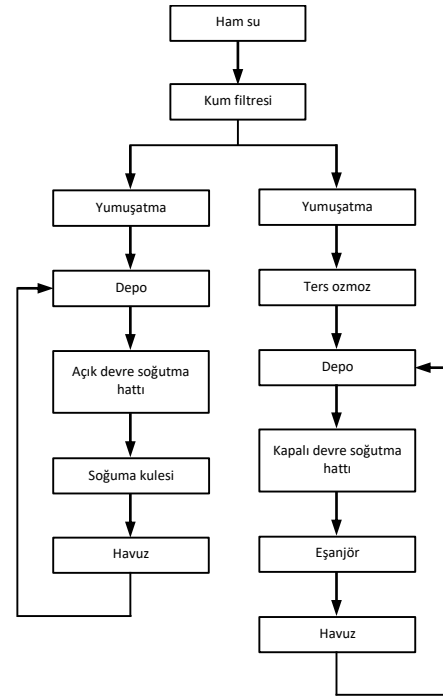 Ham su
Kum filtresi
Yumuşatma
Depo
Açık devre soğutma
hattı
Soğuma kulesi
Havuz
Yumuşatma
Ters ozmoz
Depo
Kapalı devre soğutma
hattı
Eşanjör
Havuz